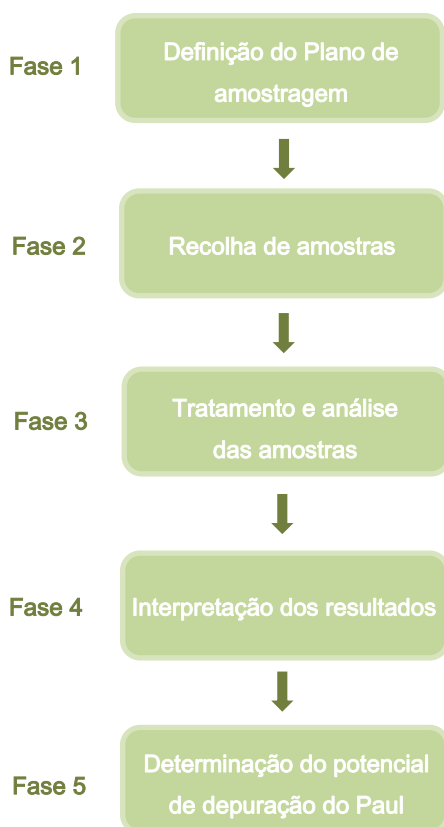 Fase 1
Definição do Plano de
amostragem
Fase 2
Recolha de amostras
Fase 3
Tratamento e análise
das amostras
Fase 4
Interpretação dos resultados
Fase 5
Determinação do potencial
de depuração do Paul